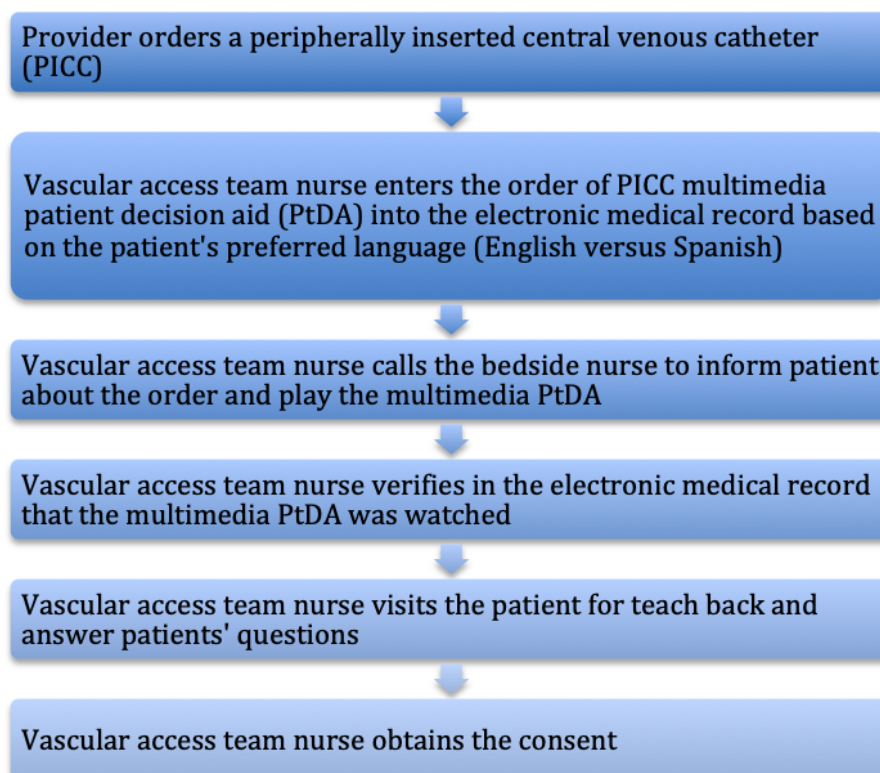 Provider orders a peripherally inserted central venous catheter
(PICC)
Vascular access team nurse enters the order of PICC multimedia
patient decision aid (PtDA) into the electronic medical record based
on the patient's preferred language (English versus Spanish)
Vascular access team nurse calls the bedside nurse to inform patient
about the order and play the multimedia PtDA
Vascular access team nurse verifies in the electronic medical record
that the multimedia PtDA was watched
Vascular access team nurse visits the patient for teach back and
answer patients' questions
Vascular access team nurse obtains the consent